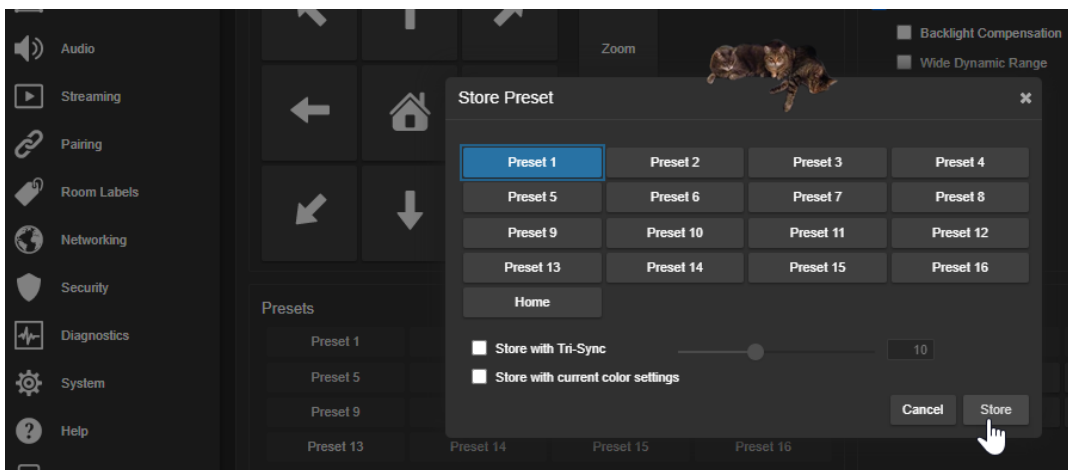 Audio
Streaming
Pairing
Room Labels
Networking
Security
Diagnostics
System
Help
Zoom
Backlight Compensation
Wide Dynamic Range
Store Preset
Preset 1 Preset 2 Preset 3 Preset 4
Preset 5 Preset 6 Preset 7 Preset 8
Preset 9 Preset 10 Preset 11 Preset 12
Preset 13 Preset 14 Preset 15 Preset 16
Home
Store with Tri-Sync 10
Store with current color settings
Cancel Store
Presets
Preset 1
Preset 5
Preset 9
Preset 13 Preset 14 Preset 15 Preset 16